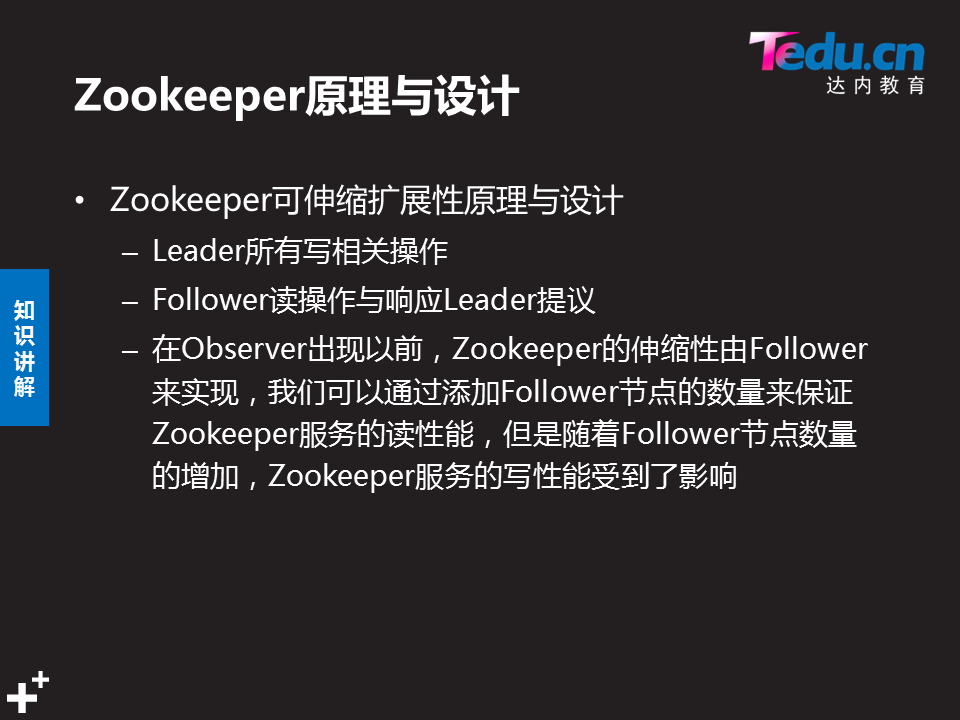 Tedu.cn
达内教育
Zookeeper原理与设计
• Zookeeper可伸缩扩展性原理与设计
– Leader所有写相关操作
– Follower读操作与响应Leader提议
– 在Observer出现以前，Zookeeper的伸缩性由Follower
来实现，我们可以通过添加Follower节点的数量来保证
Zookeeper服务的读性能，但是随着Follower节点数量
的增加，Zookeeper服务的写性能受到了影响
知
识
讲
解